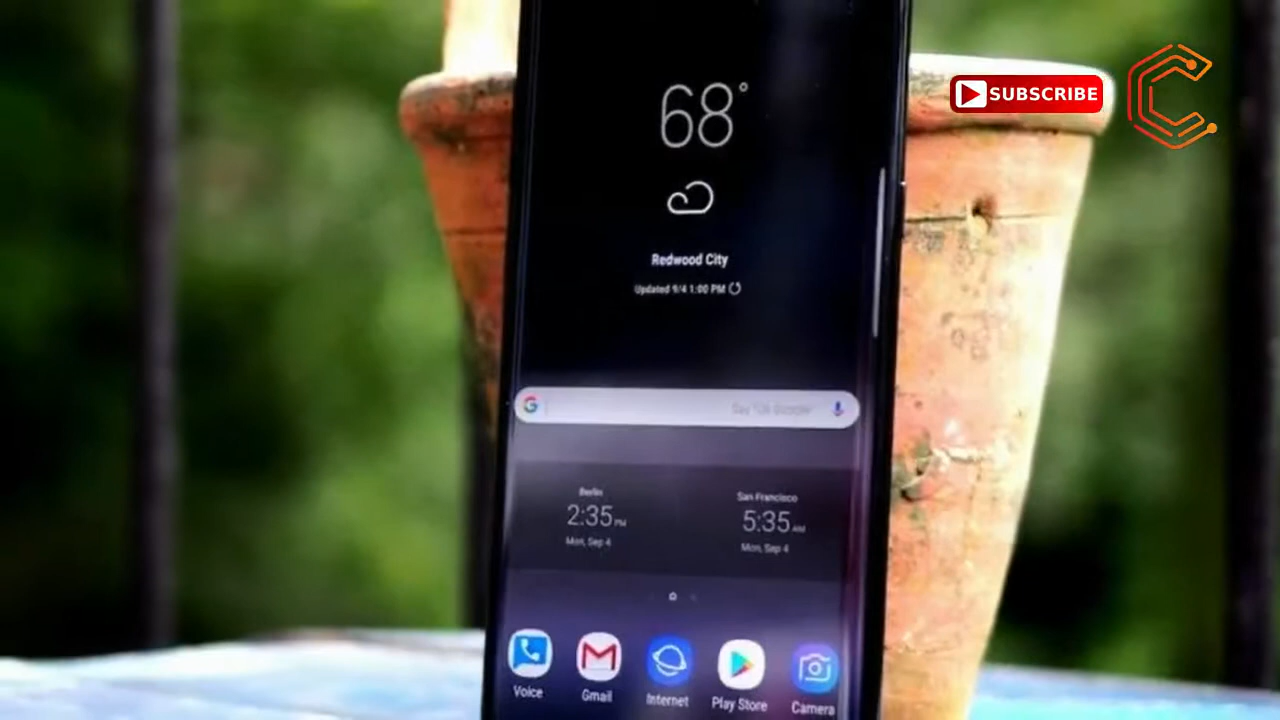 SUBSCRIBE
68°
Redwood City
Updated 9/4 1:00 PM
Berlin
2:35 PM
Mon, Sep 4
San Francisco
5:35 AM
Mon, Sep 4
Voice
Gmail
Internet
Play Store
Camera